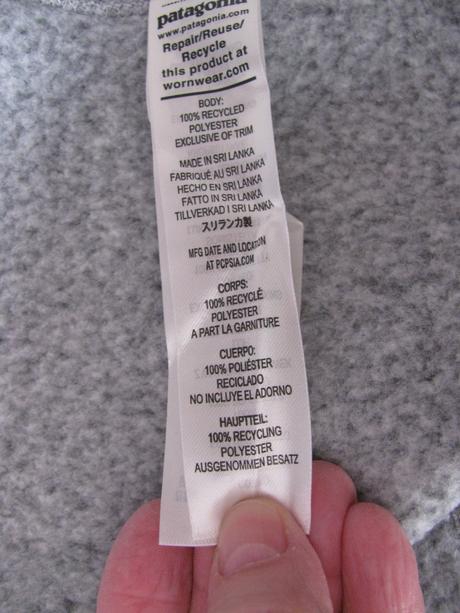 patagonia
www.patagonia.com
Repair/Reuse/
Recycle
this product at
wornwear.com
BODY:
100% RECYCLED
POLYESTER
EXCLUSIVE OF TRIM
MADE IN SRI LANKA
FABRIQUÉ AU SRI LANKA
HECHO EN SRI LANKA
FATTO IN SRI LANKA
TILLVERKAD I SRI LANKA
スリランカ製
MFG DATE AND LOCATION
AT PCPSIA.COM
CORPS:
100% RECYCLÉ
POLYESTER
A PART LA GARNITURE
CUERPO:
100% POLIÉSTER
RECICLADO
NO INCLUYE EL ADORNO
HAUPTTEIL:
100% RECYCLING
POLYESTER
AUSGENOMMEN BESATZ